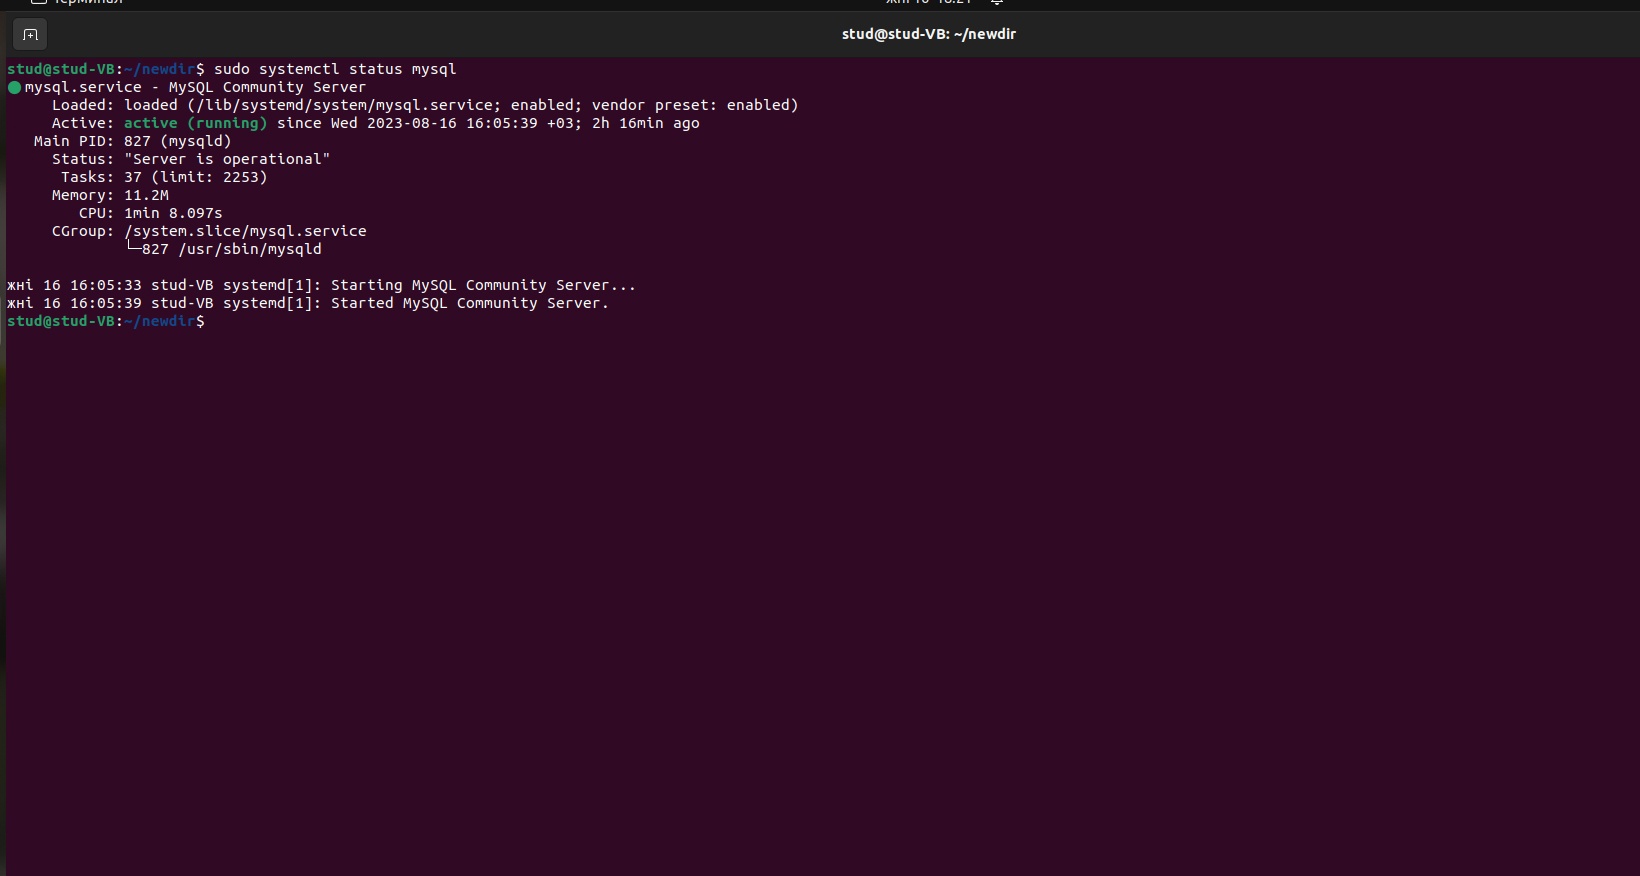 Терминал
жні 16 18:21
stud@stud-VB: ~/newdir
stud@stud-VB:~/newdir$ sudo systemctl status mysql
mysql.service - MySQL Community Server
Loaded: loaded (/lib/systemd/system/mysql.service; enabled; vendor preset: enabled)
Active: active (running) since Wed 2023-08-16 16:05:39 +03; 2h 16min ago
Main PID: 827 (mysqld)
Status: "Server is operational"
Tasks: 37 (limit: 2253)
Memory: 11.2M
CPU: 1min 8.097s
CGroup: /system.slice/mysql.service
└─827 /usr/sbin/mysqld
жні 16 16:05:33 stud-VB systemd[1]: Starting MySQL Community Server...
жні 16 16:05:39 stud-VB systemd[1]: Started MySQL Community Server.
stud@stud-VB:~/newdir$